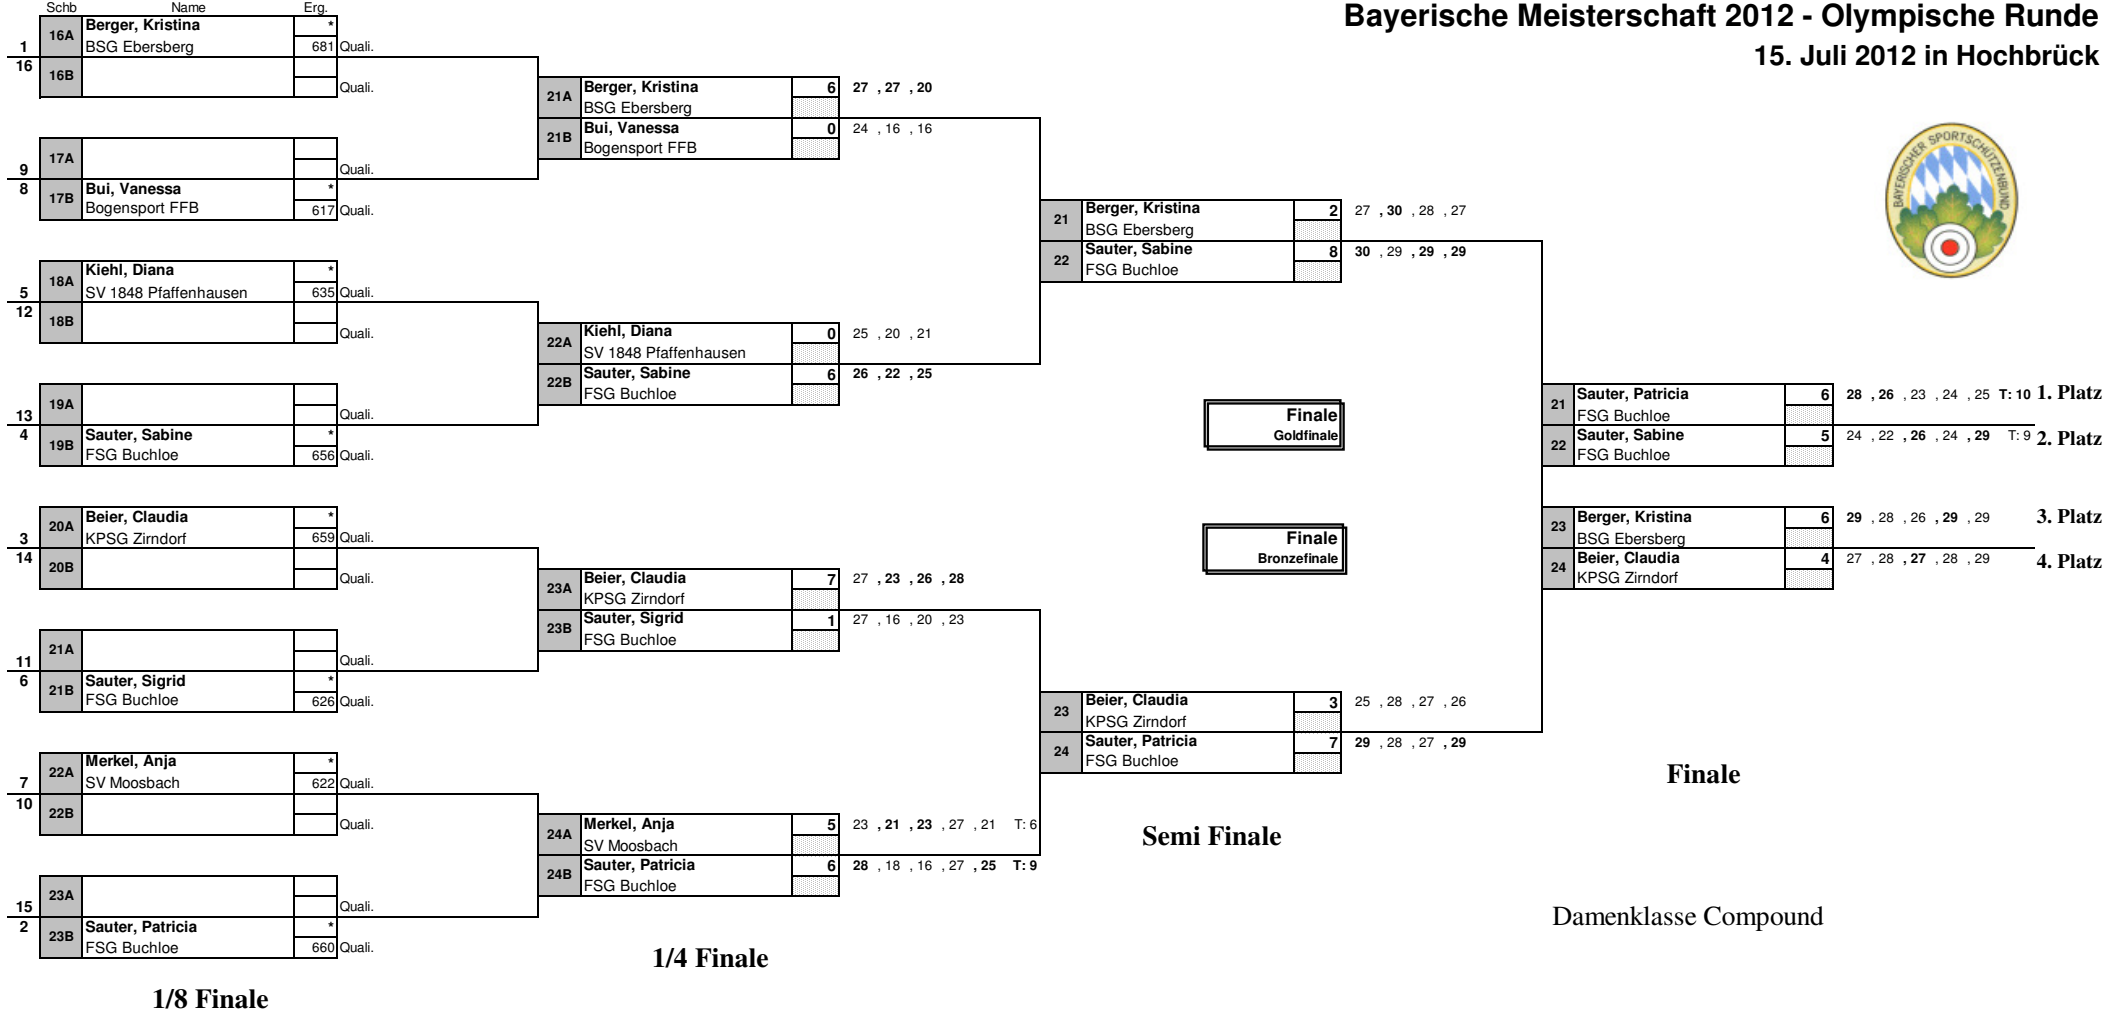 Bayerische Meisterschaft 2012 - Olympische Runde
15. Juli 2012 in Hochbrück
BAYERISCHER SPORTSCHÜTZENBUND
Schb Name Erg.
1 16A Berger, Kristina *
BSG Ebersberg 681 Quali.
16 16B
Quali.
9 17A
Quali.
8 17B Bui, Vanessa *
Bogensport FFB 617 Quali.
5 18A Kiehl, Diana *
SV 1848 Pfaffenhausen 635 Quali.
12 18B
Quali.
13 19A
Quali.
4 19B Sauter, Sabine *
FSG Buchloe 656 Quali.
3 20A Beier, Claudia *
KPSG Zirndorf 659 Quali.
14 20B
Quali.
11 21A
Quali.
6 21B Sauter, Sigrid *
FSG Buchloe 626 Quali.
7 22A Merkel, Anja *
SV Moosbach 622 Quali.
10 22B
Quali.
15 23A
Quali.
2 23B Sauter, Patricia *
FSG Buchloe 660 Quali.
1/8 Finale
21A Berger, Kristina 6 27 , 27 , 20
BSG Ebersberg
21B Bui, Vanessa 0 24 , 16 , 16
Bogensport FFB
22A Kiehl, Diana 0 25 , 20 , 21
SV 1848 Pfaffenhausen
22B Sauter, Sabine 6 26 , 22 , 25
FSG Buchloe
23A Beier, Claudia 7 27 , 23 , 26 , 28
KPSG Zirndorf
23B Sauter, Sigrid 1 27 , 16 , 20 , 23
FSG Buchloe
24A Merkel, Anja 5 23 , 21 , 23 , 27 , 21 T: 6
SV Moosbach
24B Sauter, Patricia 6 28 , 18 , 16 , 27 , 25 T: 9
FSG Buchloe
1/4 Finale
21 Berger, Kristina 2 27 , 30 , 28 , 27
BSG Ebersberg
22 Sauter, Sabine 8 30 , 29 , 29 , 29
FSG Buchloe
Finale
Goldfinale
Finale
Bronzefinale
23 Beier, Claudia 3 25 , 28 , 27 , 26
KPSG Zirndorf
24 Sauter, Patricia 7 29 , 28 , 27 , 29
FSG Buchloe
Semi Finale
21 Sauter, Patricia 6 28 , 26 , 23 , 24 , 25 T: 10 1. Platz
FSG Buchloe
22 Sauter, Sabine 5 24 , 22 , 26 , 24 , 29 T: 9 2. Platz
FSG Buchloe
23 Berger, Kristina 6 29 , 28 , 26 , 29 , 29 3. Platz
BSG Ebersberg
24 Beier, Claudia 4 27 , 28 , 27 , 28 , 29 4. Platz
KPSG Zirndorf
Finale
Damenklasse Compound